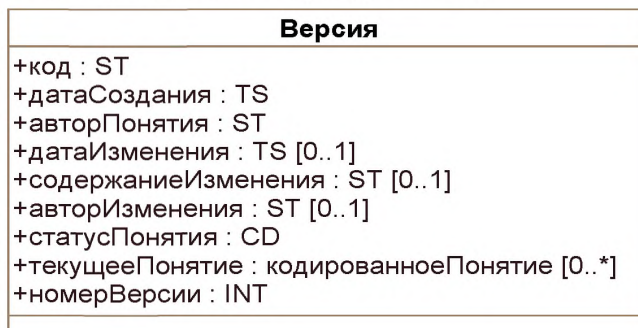 Версия
+код : ST
+датаСоздания : TS
+авторПонятия : ST
+датаИзменения : TS [0..1]
+содержаниеИзменения : ST [0..1]
+авторИзменения : ST [0..1]
+статусПонятия : CD
+текущееПонятие : кодированноеПонятие [0..*]
+номерВерсии : INT